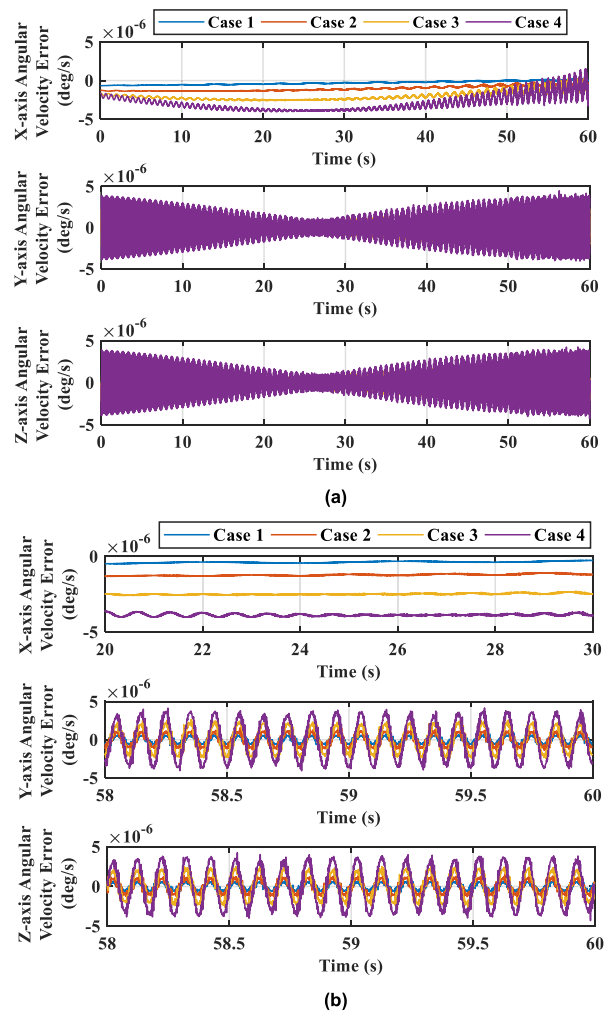 Case 1 Case 2 Case 3 Case 4
×10⁻⁶
X-axis Angular
Velocity Error
(deg/s)
5
0
-5
0 10 20 30 40 50 60
Time (s)
×10⁻⁶
Y-axis Angular
Velocity Error
(deg/s)
5
0
-5
0 10 20 30 40 50 60
Time (s)
×10⁻⁶
Z-axis Angular
Velocity Error
(deg/s)
5
0
-5
0 10 20 30 40 50 60
Time (s)
(a)
Case 1 Case 2 Case 3 Case 4
×10⁻⁶
X-axis Angular
Velocity Error
(deg/s)
0
-5
20 22 24 26 28 30
Time (s)
×10⁻⁶
Y-axis Angular
Velocity Error
(deg/s)
5
0
-5
58 58.5 59 59.5 60
Time (s)
×10⁻⁶
Z-axis Angular
Velocity Error
(deg/s)
5
0
-5
58 58.5 59 59.5 60
Time (s)
(b)